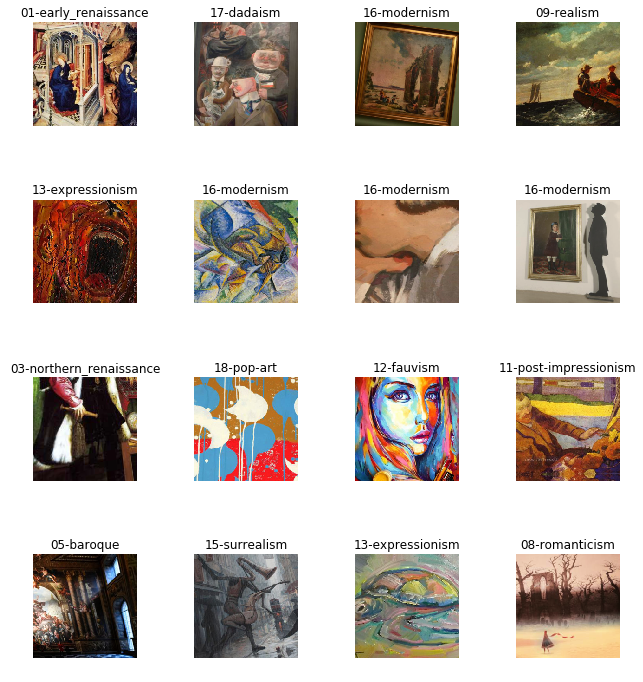 01-early_renaissance
17-dadaism
16-modernism
09-realism
13-expressionism
16-modernism
16-modernism
16-modernism
03-northern_renaissance
18-pop-art
12-fauvism
11-post-impressionism
05-baroque
15-surrealism
13-expressionism
08-romanticism